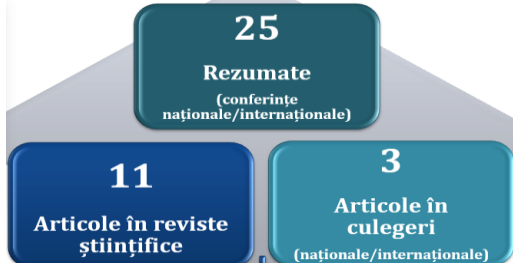 25
Rezumate
(conferințe
naționale/internaționale)
11
Articole în reviste
științifice
3
Articole în
culegeri
(naționale/internaționale)